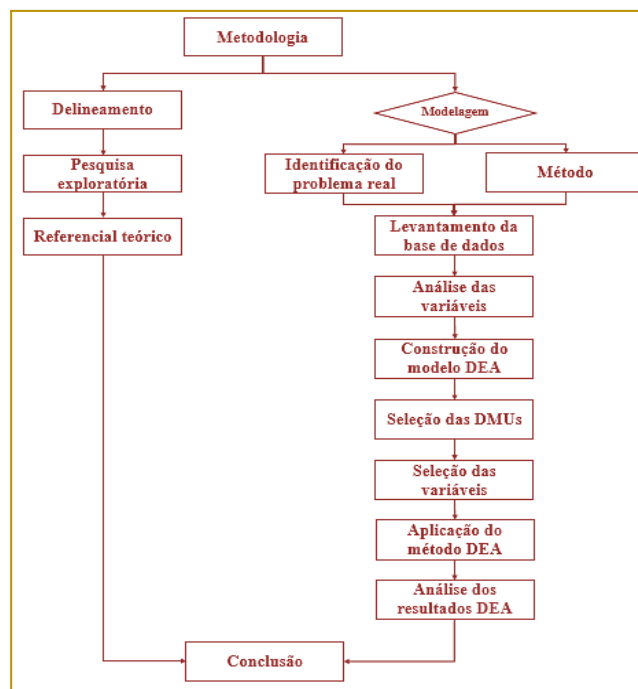 Metodologia
Delineamento
Modelagem
Pesquisa
exploratória
Identificação do
problema real
Método
Referencial teórico
Levantamento da
base de dados
Análise das
variáveis
Construção do
modelo DEA
Seleção das DMUs
Seleção das
variáveis
Aplicação do
método DEA
Análise dos
resultados DEA
Conclusão